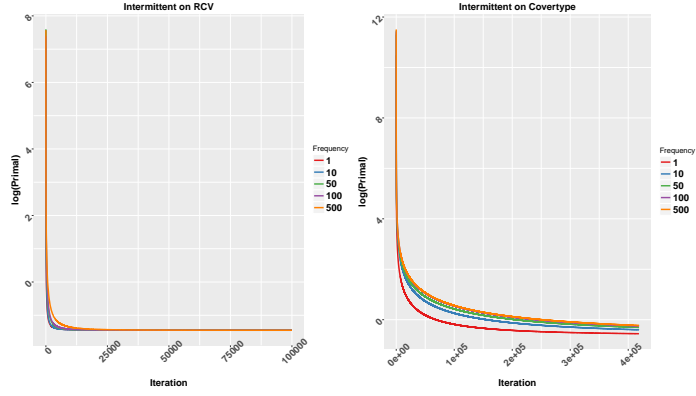 Intermittent on RCV
log(Primal)
8
6
4
2
0
0
25000
50000
75000
100000
Iteration
Frequency
1
10
50
100
500
Intermittent on Covertype
log(Primal)
12
8
4
0
0e+00
1e+05
2e+05
3e+05
4e+05
Iteration
Frequency
1
10
50
100
500